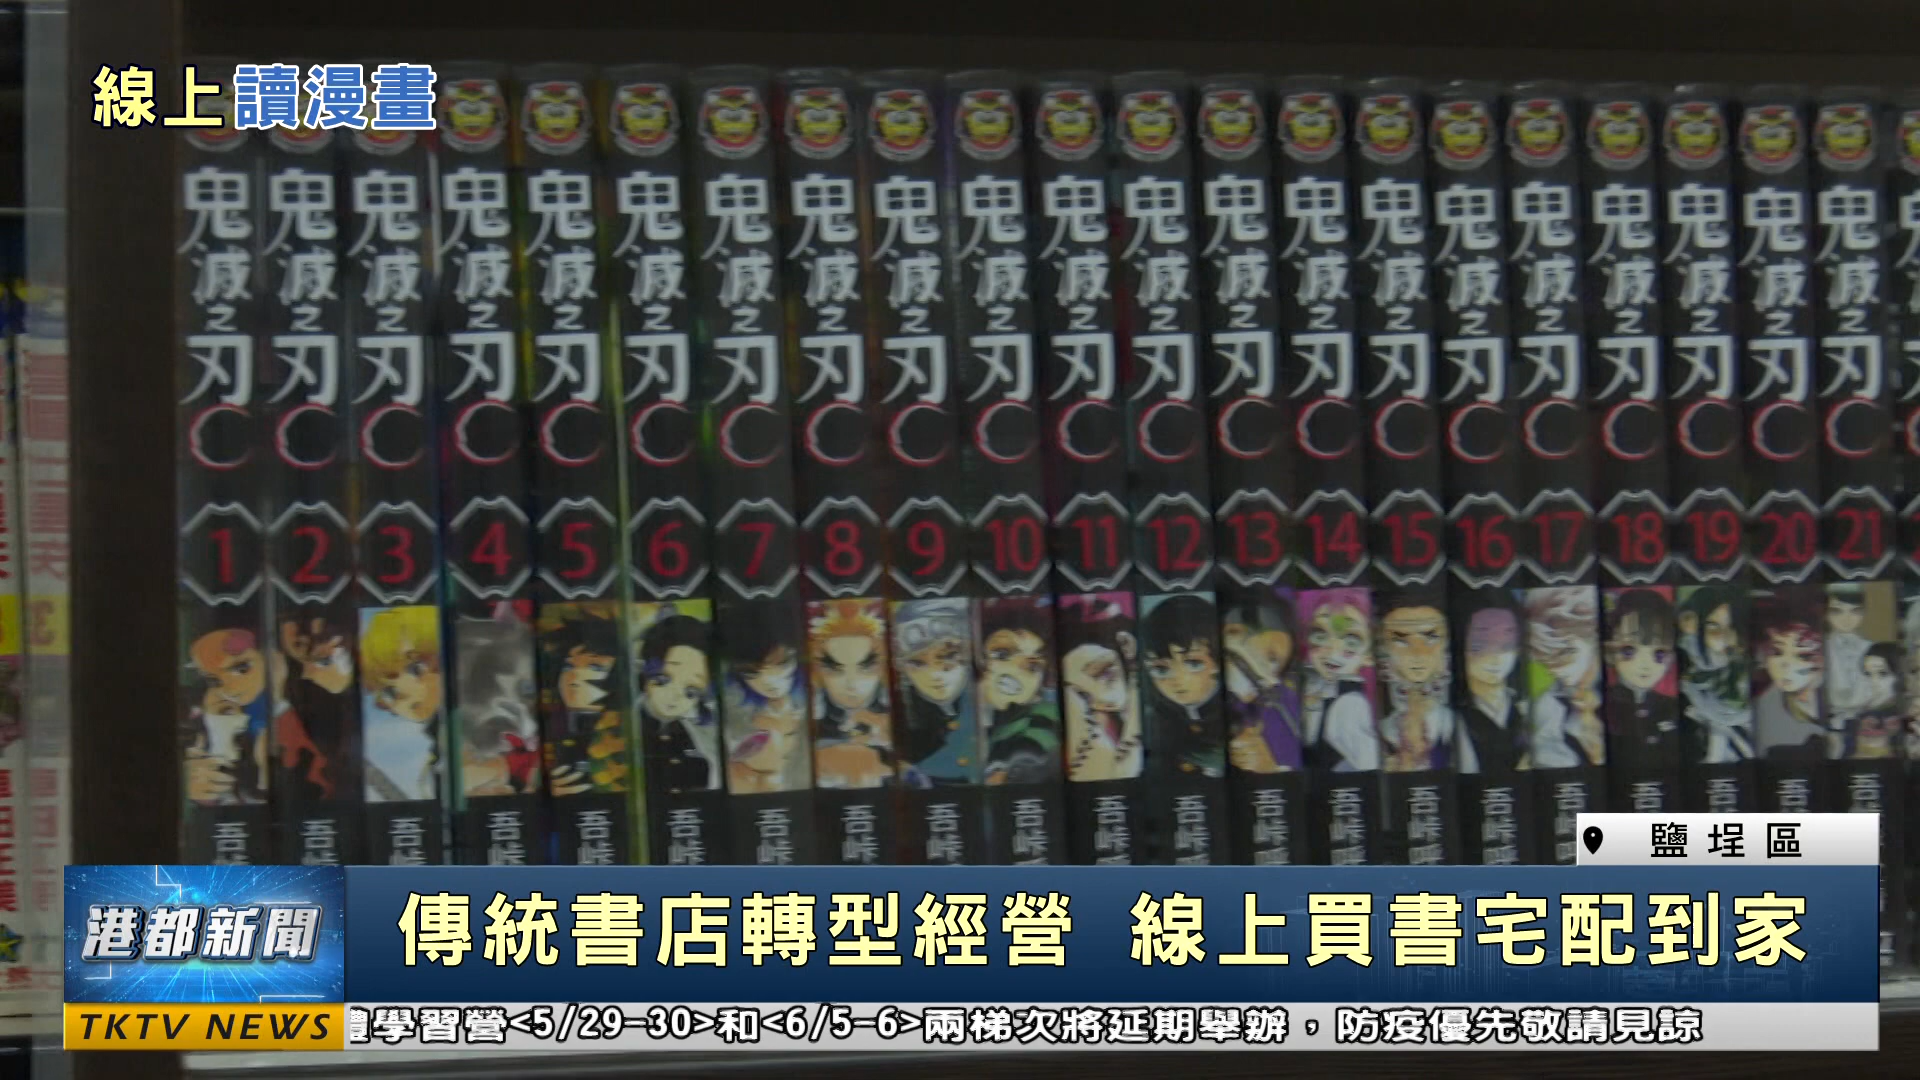 線上讀漫畫
鬼滅之刃 1
鬼滅之刃 2
鬼滅之刃 3
鬼滅之刃 4
鬼滅之刃 5
鬼滅之刃 6
鬼滅之刃 7
鬼滅之刃 8
鬼滅之刃 9
鬼滅之刃 10
鬼滅之刃 11
鬼滅之刃 12
鬼滅之刃 13
鬼滅之刃 14
鬼滅之刃 15
鬼滅之刃 16
鬼滅之刃 17
鬼滅之刃 18
鬼滅之刃 19
鬼滅之刃 20
鬼滅之刃 21
鹽埕區
港都新聞
傳統書店轉型經營 線上買書宅配到家
TKTV NEWS
學習營<5/29-30>和<6/5-6>兩梯次將延期舉辦，防疫優先敬請見諒